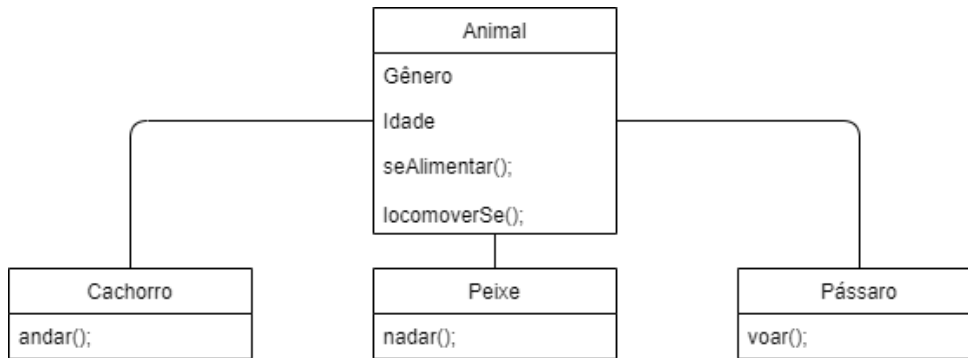 Animal
Gênero
Idade
seAlimentar();
locomoverSe();
Cachorro
andar();
Peixe
nadar();
Pássaro
voar();